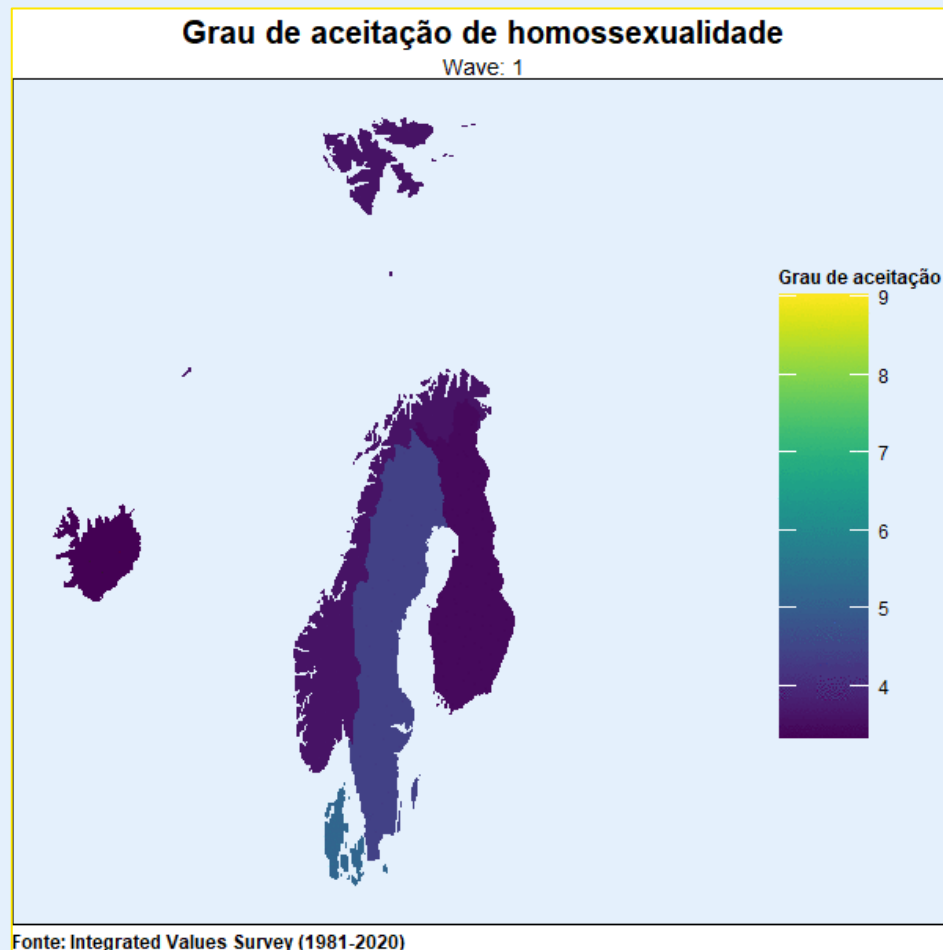 Grau de aceitação de homossexualidade
Wave: 1
Grau de aceitação
9
8
7
6
5
4
Fonte: Integrated Values Survey (1981-2020)